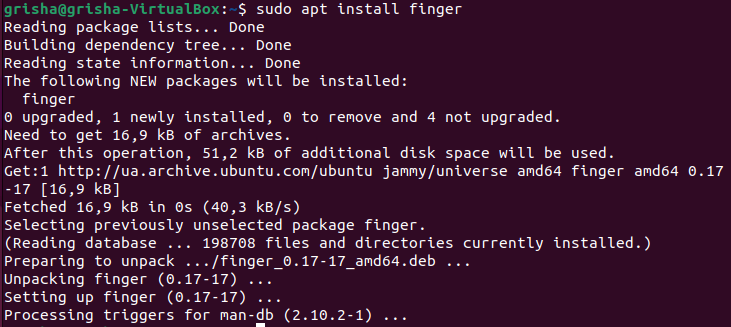 grisha@grisha-VirtualBox:~$ sudo apt install finger
Reading package lists... Done
Building dependency tree... Done
Reading state information... Done
The following NEW packages will be installed:
  finger
0 upgraded, 1 newly installed, 0 to remove and 4 not upgraded.
Need to get 16,9 kB of archives.
After this operation, 51,2 kB of additional disk space will be used.
Get:1 http://ua.archive.ubuntu.com/ubuntu jammy/universe amd64 finger amd64 0.17
-17 [16,9 kB]
Fetched 16,9 kB in 0s (40,3 kB/s)
Selecting previously unselected package finger.
(Reading database ... 198708 files and directories currently installed.)
Preparing to unpack .../finger_0.17-17_amd64.deb ...
Unpacking finger (0.17-17) ...
Setting up finger (0.17-17) ...
Processing triggers for man-db (2.10.2-1) ...